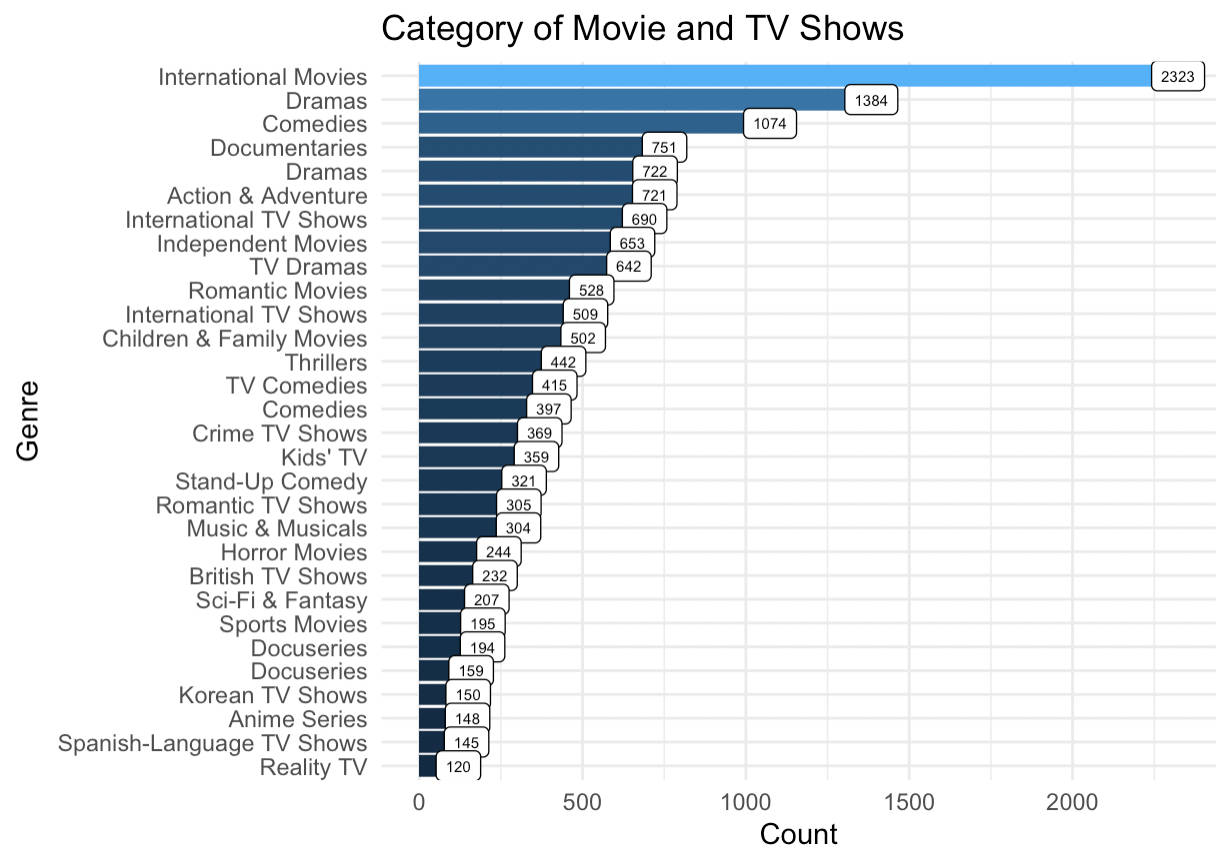 Category of Movie and TV Shows
Genre
International Movies 2323
Dramas 1384
Comedies 1074
Documentaries 751
Dramas 722
Action & Adventure 721
International TV Shows 690
Independent Movies 653
TV Dramas 642
Romantic Movies 528
International TV Shows 509
Children & Family Movies 502
Thrillers 442
TV Comedies 415
Comedies 397
Crime TV Shows 369
Kids' TV 359
Stand-Up Comedy 321
Romantic TV Shows 305
Music & Musicals 304
Horror Movies 244
British TV Shows 232
Sci-Fi & Fantasy 207
Sports Movies 195
Docuseries 194
Docuseries 159
Korean TV Shows 150
Anime Series 148
Spanish-Language TV Shows 145
Reality TV 120
0 500 1000 1500 2000
Count